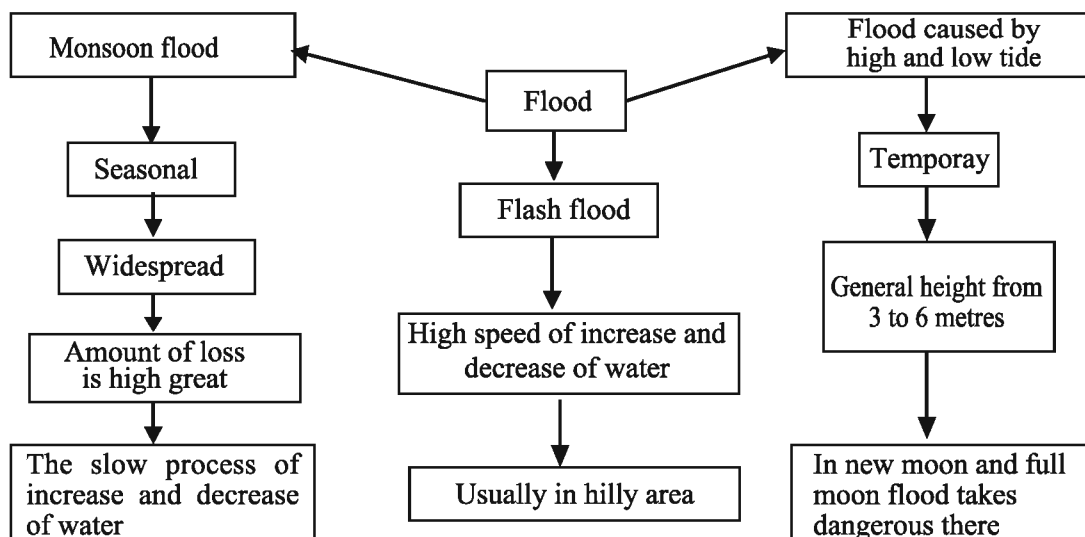 Monsoon flood
Flood caused by
high and low tide
Flood
Seasonal
Temporay
Flash flood
Widespread
General height from
3 to 6 metres
High speed of increase and
decrease of water
Amount of loss
is high great
The slow process of
increase and decrease
of water
Usually in hilly area
In new moon and full
moon flood takes
dangerous there